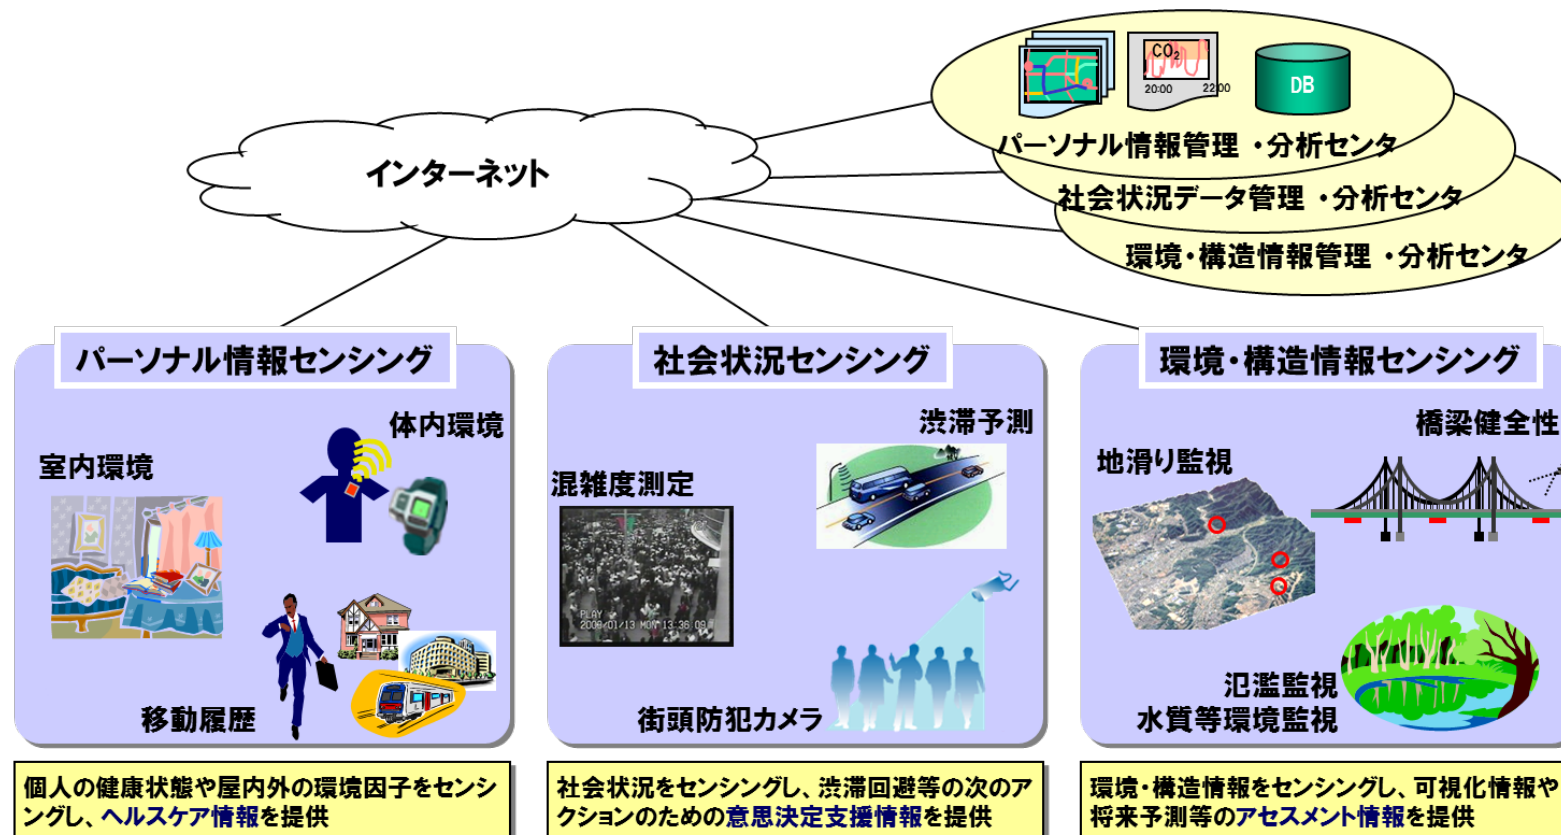 CO2
20:00 22:00
DB
パーソナル情報管理・分析センタ
インターネット
社会状況データ管理・分析センタ
環境・構造情報管理・分析センタ
パーソナル情報センシング
体内環境
室内環境
移動履歴
個人の健康状態や屋内外の環境因子をセンシ
ングし、ヘルスケア情報を提供
社会状況センシング
渋滞予測
混雑度測定
PLAY
2006/01/13 MON 13:36 09
街頭防犯カメラ
社会状況をセンシングし、渋滞回避等の次のア
クションのための意思決定支援情報を提供
環境・構造情報センシング
橋梁健全性
地滑り監視
氾濫監視
水質等環境監視
環境・構造情報をセンシングし、可視化情報や
将来予測等のアセスメント情報を提供